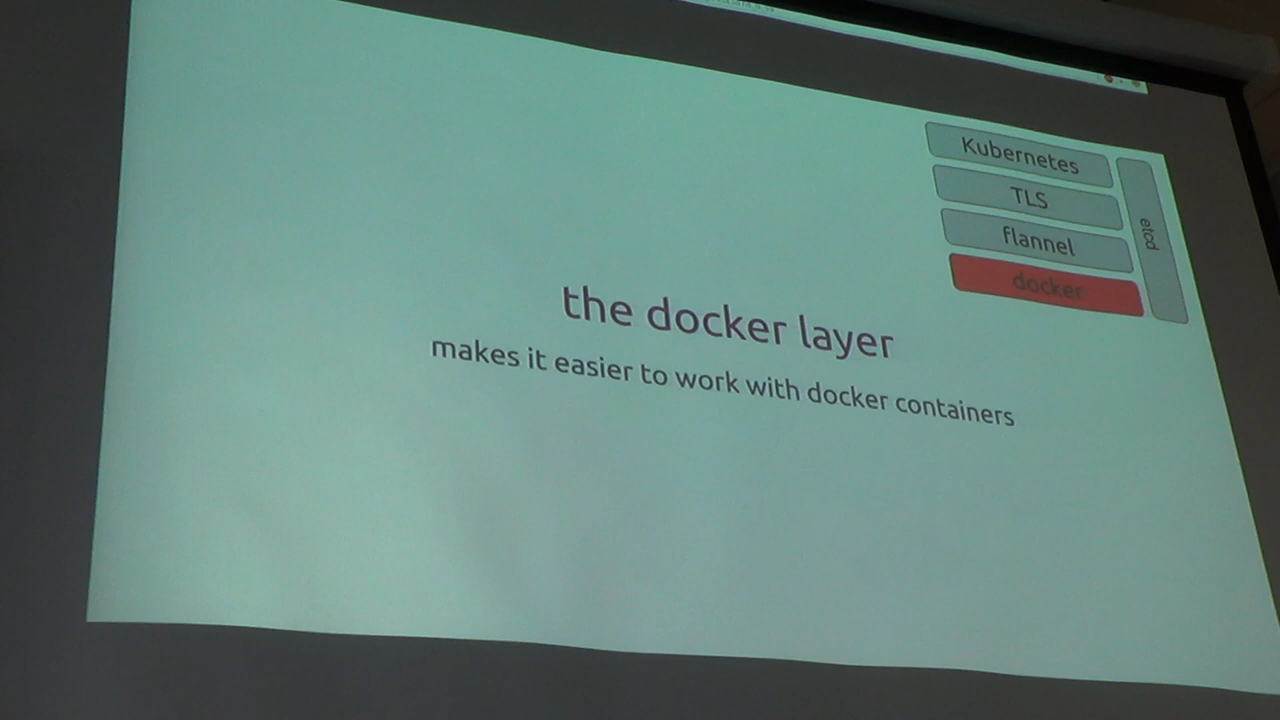 Kubernetes
TLS
flannel
docker
etcd
the docker layer
makes it easier to work with docker containers